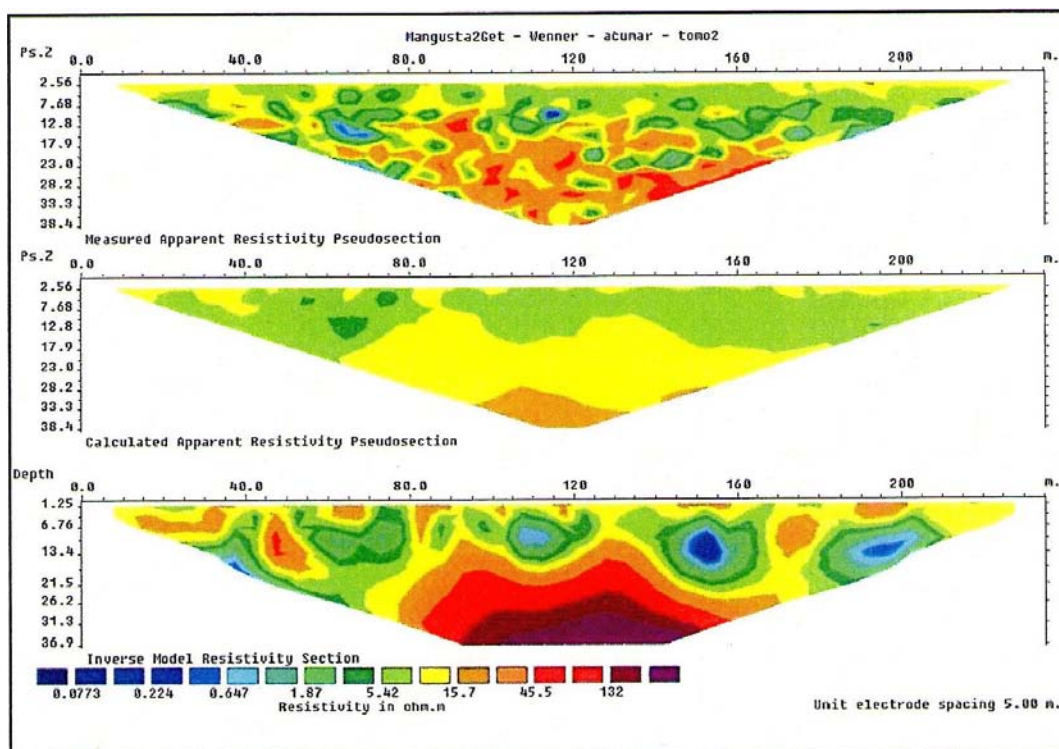 Mangusta2Get - Wenner - acumar - tomo2
Ps.Z 0.0 40.0 80.0 120 160 200 m.
2.56
7.68
12.8
17.9
23.0
28.2
33.3
38.4
Measured Apparent Resistivity Pseudosection
Ps.Z 0.0 40.0 80.0 120 160 200 m.
2.56
7.68
12.8
17.9
23.0
28.2
33.3
38.4
Calculated Apparent Resistivity Pseudosection
Depth 0.0 40.0 80.0 120 160 200 m.
1.25
6.76
13.4
21.5
26.2
31.3
36.9
Inverse Model Resistivity Section
0.0773 0.224 0.647 1.87 5.42 15.7 45.5 132
Resistivity in ohm.m
Unit electrode spacing 5.00 m.